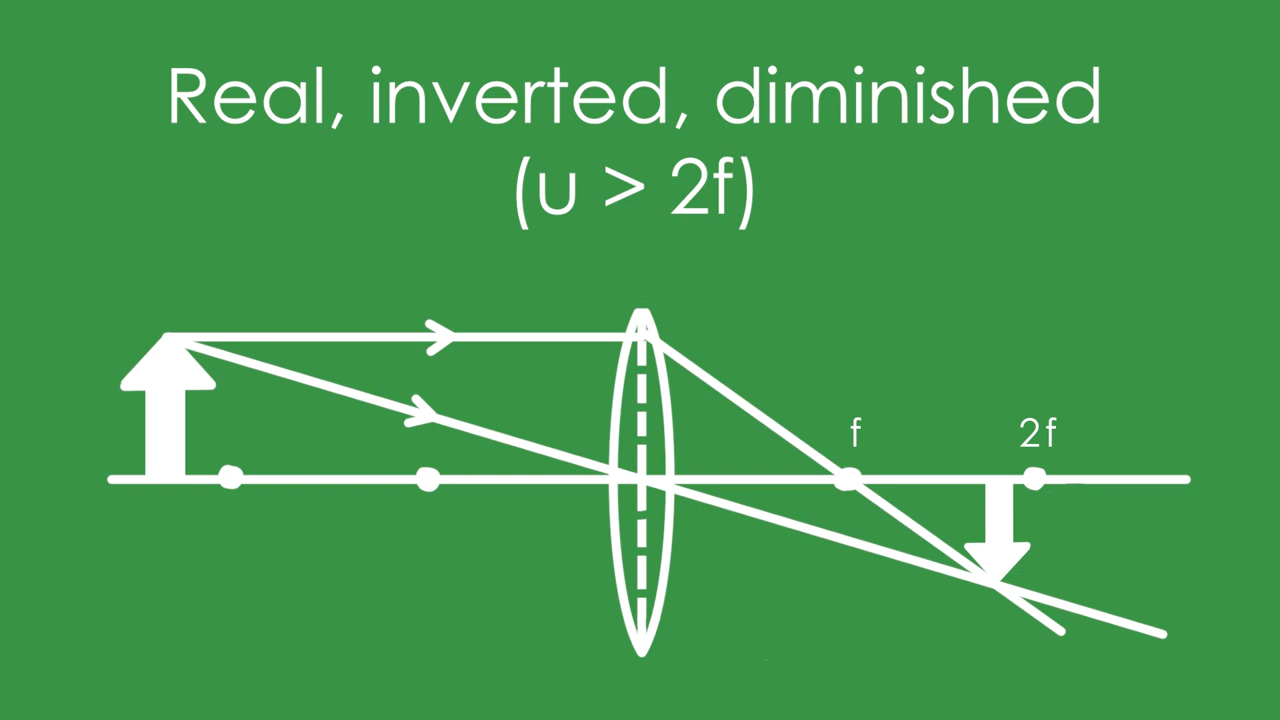 Real, inverted, diminished
(u > 2f)
f
2f